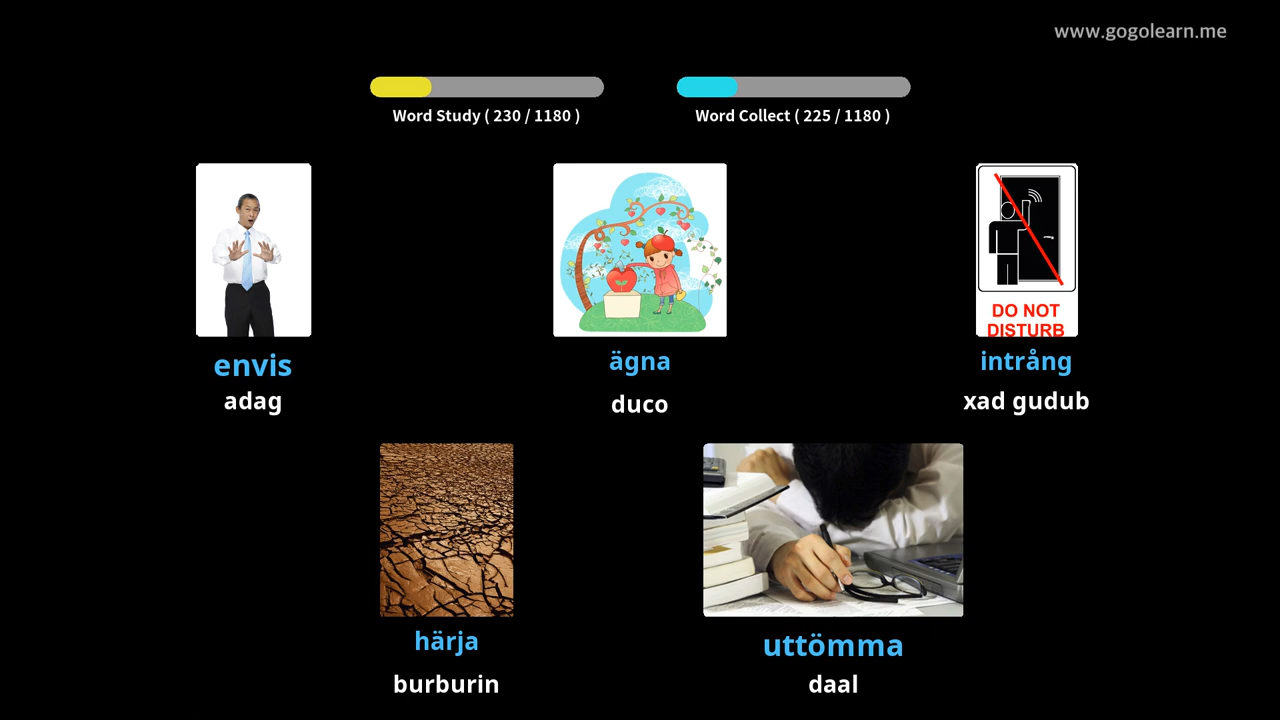 www.gogolearn.me
Word Study ( 230 / 1180 )
Word Collect ( 225 / 1180 )
DO NOT
DISTURB
envis
adag
ägna
duco
intrång
xad gudub
härja
burburin
uttömma
daal